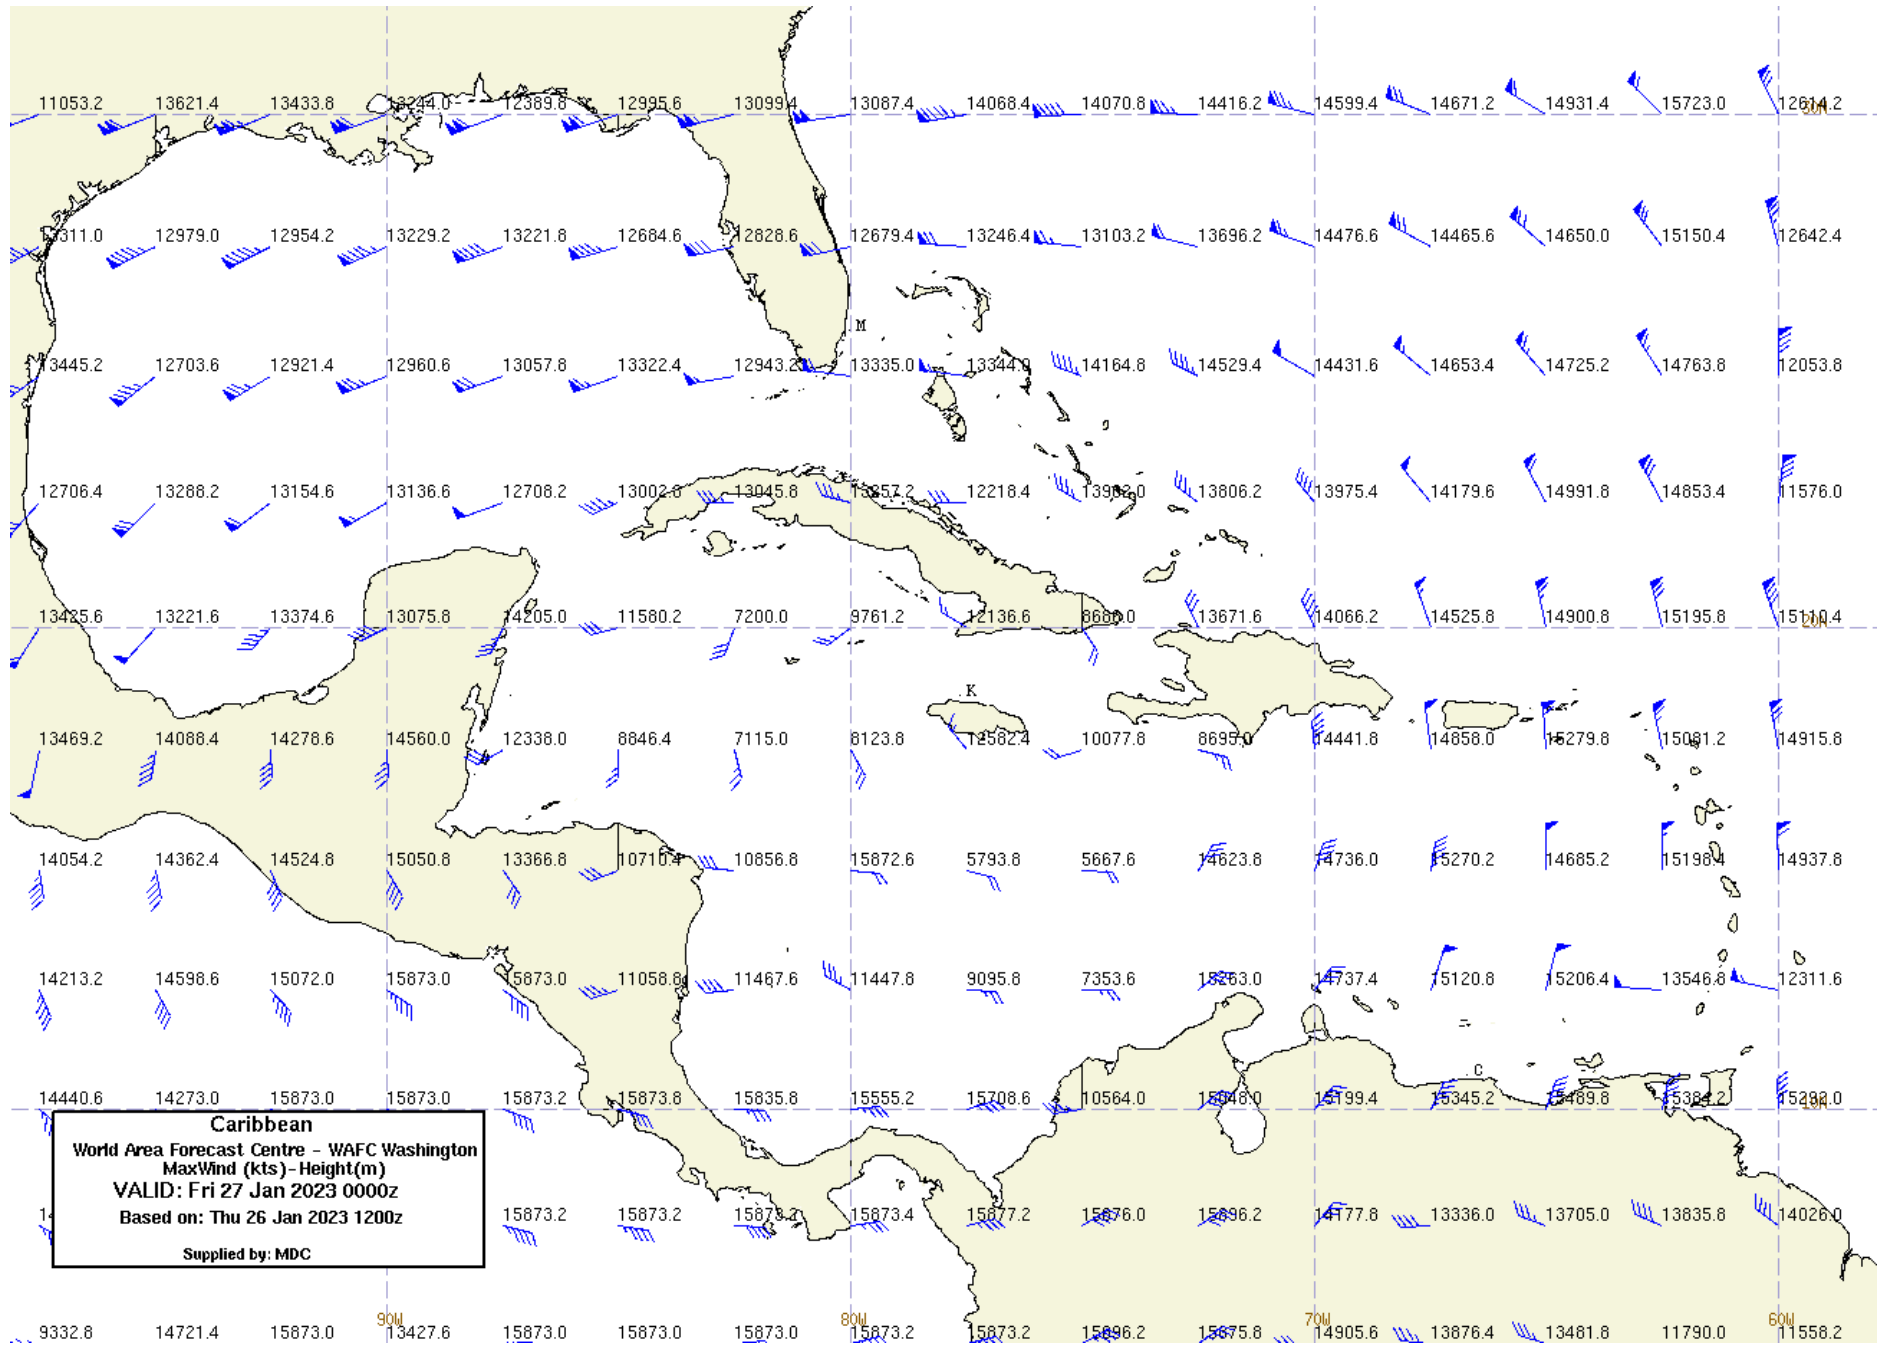 11053.2 13621.4 13433.8 13244.0 12389.8 12995.6 13099.4 13087.4 14068.4 14070.8 14416.2 14599.4 14671.2 14931.4 15723.0 12614.2
30N
12979.0 12954.2 13229.2 13221.8 12684.6 12828.6 12679.4 13246.4 13103.2 13696.2 14476.6 14465.6 14650.0 15150.4 12642.4
M
13445.2 12703.6 12921.4 12960.6 13057.8 13322.4 12943.2 13335.0 13344.0 14164.8 14529.4 14431.6 14653.4 14725.2 14763.8 12053.8
12706.4 13288.2 13154.6 13136.6 12708.2 13045.8 12218.4 13806.2 13975.4 14179.6 14991.8 14853.4 11576.0
13425.6 13221.6 13374.6 13075.8 14205.0 11580.2 7200.0 9761.2 12136.6 13671.6 14066.2 14525.8 14900.8 15195.8 15110.4
20N
K
13469.2 14088.4 14278.6 14560.0 12338.0 8846.4 7115.0 8123.8 12582.4 10077.8 8695.0 14441.8 14858.0 15279.8 15081.2 14915.8
14054.2 14362.4 14524.8 15050.8 13366.8 10710.4 10856.8 15872.6 5793.8 5667.6 14623.8 14736.0 15270.2 14685.2 15198.4 14937.8
14213.2 14598.6 15072.0 15873.0 15873.0 11058.8 11467.6 11447.8 9095.8 7353.6 15263.0 14737.4 15120.8 15206.4 13546.8 12311.6
C
14440.6 14273.0 15873.0 15873.0 15873.2 15873.8 15835.8 15555.2 15708.6 10564.0 15648.0 15799.4 15345.2 15489.8 15384.2 15292.0
10N
Caribbean
World Area Forecast Centre - WAFC Washington
MaxWind (kts)-Height(m)
VALID: Fri 27 Jan 2023 0000z
Based on: Thu 26 Jan 2023 1200z
Supplied by: MDC
15873.2 15873.2 15873.2 15873.4 15877.2 15876.0 15896.2 14177.8 13336.0 13705.0 13835.8 14026.0
90W 80W 70W 60W
9332.8 14721.4 15873.0 13427.6 15873.0 15873.0 15873.0 15873.2 15873.2 15896.2 15875.8 14905.6 13876.4 13481.8 11790.0 11558.2